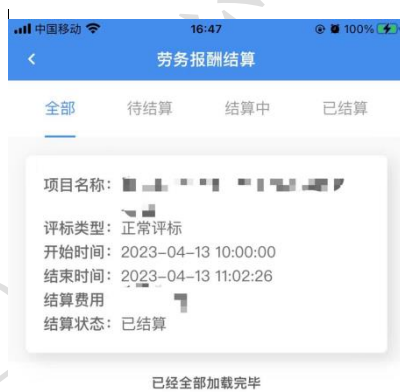 中国移动 16:47 100%
劳务报酬结算
全部 待结算 结算中 已结算
项目名称：
评标类型：正常评标
开始时间：2023-04-13 10:00:00
结束时间：2023-04-13 11:02:26
结算费用
结算状态：已结算
已经全部加载完毕